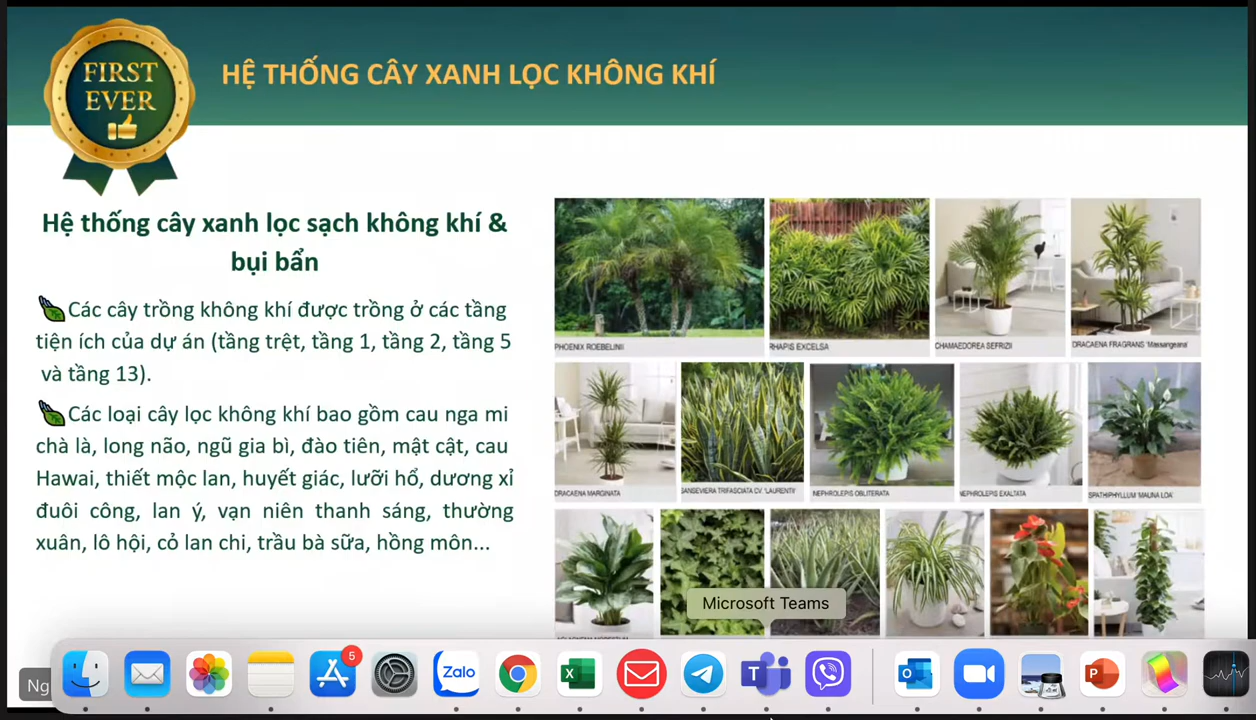 FIRST
EVER
HỆ THỐNG CÂY XANH LỌC KHÔNG KHÍ
Hệ thống cây xanh lọc sạch không khí &
bụi bẩn
Các cây trồng không khí được trồng ở các tầng
tiện ích của dự án (tầng trệt, tầng 1, tầng 2, tầng 5
và tầng 13).
Các loại cây lọc không khí bao gồm cau nga mi
chà là, long não, ngũ gia bì, đào tiên, mật cật, cau
Hawai, thiết mộc lan, huyết giác, lưỡi hổ, dương xỉ
đuôi công, lan ý, vạn niên thanh sáng, thường
xuân, lô hội, cỏ lan chi, trầu bà sữa, hồng môn...
PHOENIX ROEBELINII
RHAPIS EXCELSA
CHAMAEDOREA SEFRIZII
DRACAENA FRAGRANS 'Massangeana'
DRACAENA MARGINATA
SANSEVIERIA TRIFASCIATA CV. 'LAURENTII'
NEPHROLEPIS OBLITERATA
NEPHROLEPIS EXALTATA
SPATHIPHYLLUM 'MAUNA LOA'
Microsoft Teams
Ng
5
Zalo